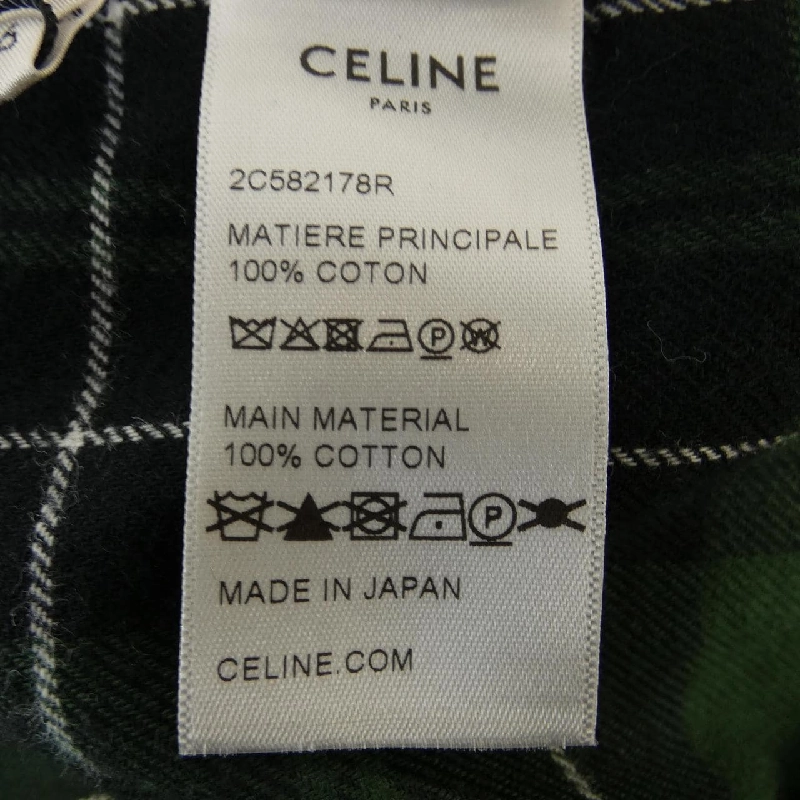 CELINE
PARIS
2C582178R
MATIERE PRINCIPALE
100% COTON
P W
MAIN MATERIAL
100% COTTON
P
MADE IN JAPAN
CELINE.COM